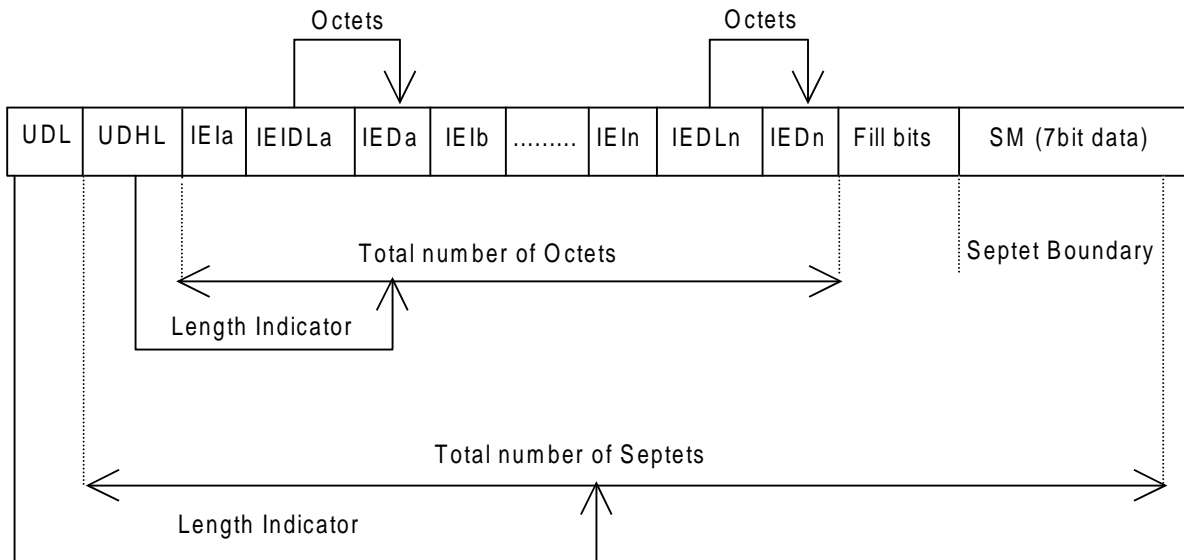 Octets Octets
UDL UDHL IEIa IEIDLa IEDa IEIb ......... IEIn IEDLn IEDn Fill bits SM (7bit data)
Total number of Octets
Septet Boundary
Length Indicator
Total number of Septets
Length Indicator